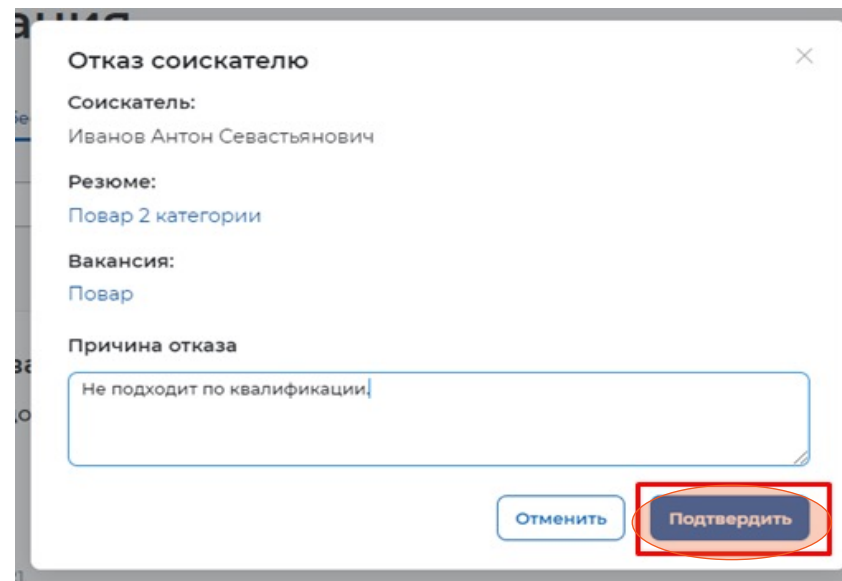 Отказ соискателю
Соискатель:
Иванов Антон Севастьянович
Резюме:
Повар 2 категории
Вакансия:
Повар
Причина отказа
Не подходит по квалификации.
Отменить
Подтвердить